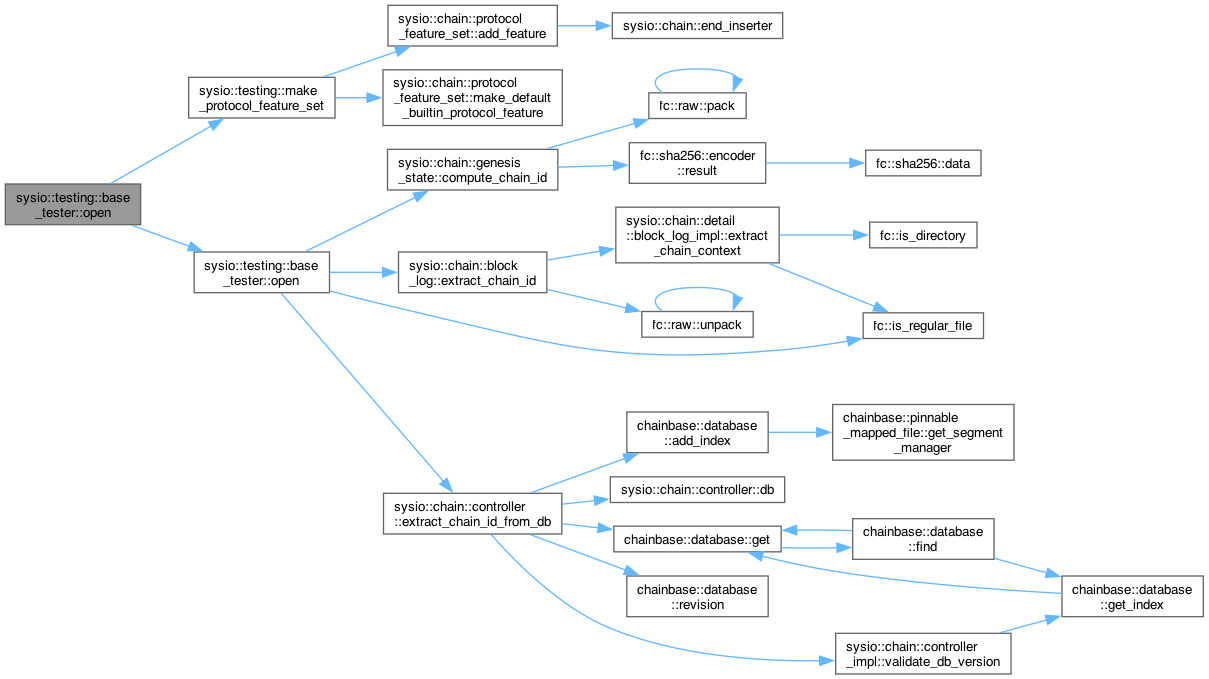 sysio::chain::protocol
_feature_set::add_feature
sysio::chain::end_inserter
sysio::testing::make
_protocol_feature_set
sysio::chain::protocol
_feature_set::make_default
_builtin_protocol_feature
fc::raw::pack
sysio::chain::genesis
_state::compute_chain_id
fc::sha256::encoder
::result
fc::sha256::data
sysio::testing::base
_tester::open
sysio::testing::base
_tester::open
sysio::chain::block
_log::extract_chain_id
sysio::chain::detail
::block_log_impl::extract
_chain_context
fc::is_directory
fc::raw::unpack
fc::is_regular_file
chainbase::database
::add_index
chainbase::pinnable
_mapped_file::get_segment
_manager
sysio::chain::controller
::extract_chain_id_from_db
sysio::chain::controller::db
chainbase::database::get
chainbase::database
::find
chainbase::database
::revision
chainbase::database
::get_index
sysio::chain::controller
_impl::validate_db_version